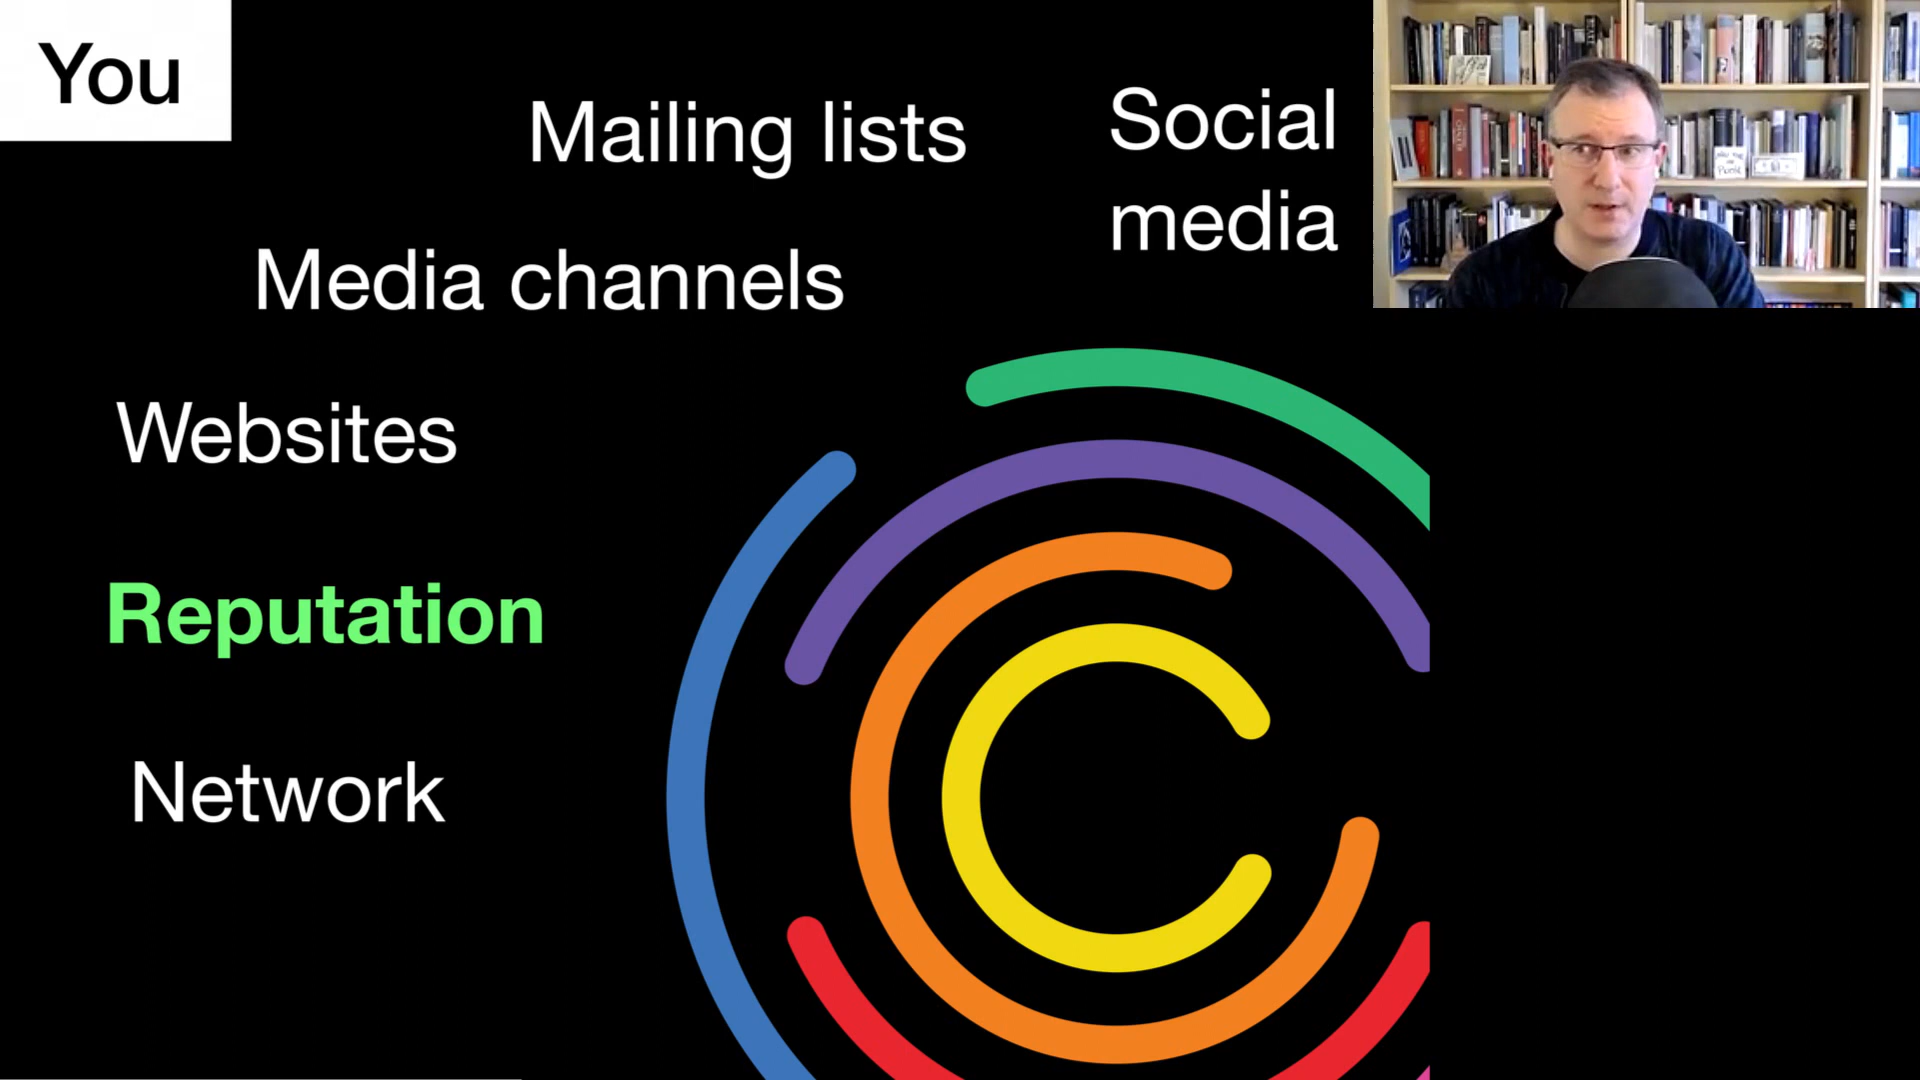 You
Mailing lists
Social
media
Media channels
Websites
Reputation
Network